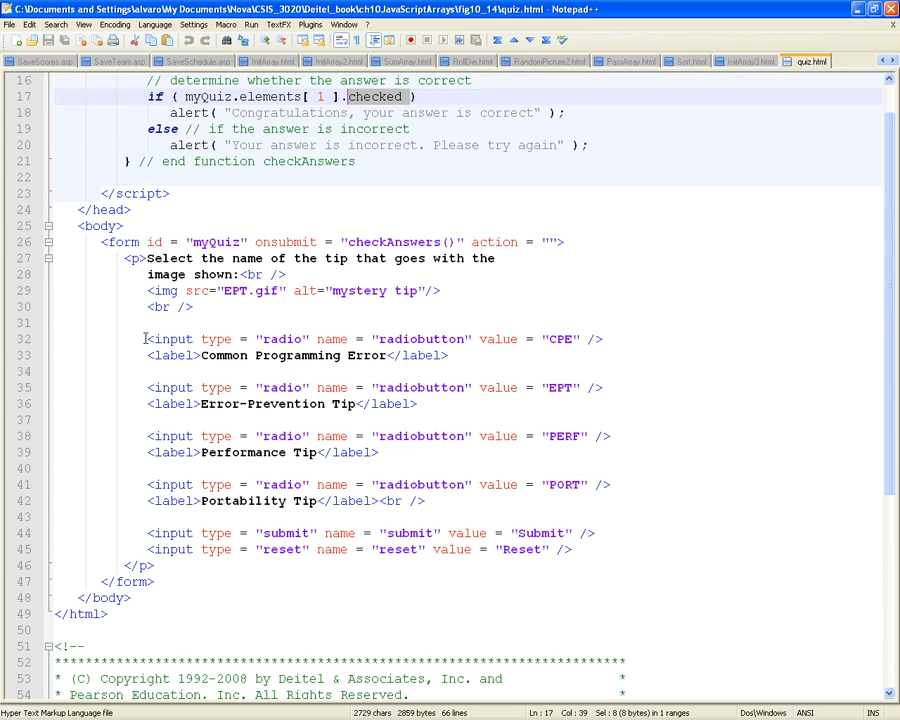 C:\Documents and Settings\alvaro\My Documents\Nova\CSIS_3020\Deitel_book\ch10JavaScriptArrays\fig10_14\quiz.html - Notepad++
File Edit Search View Encoding Language Settings Macro Run TextFX Plugins Window ?
SaveScores.asp SaveTeam.asp SaveSchedule.asp InitArray.html InitArray2.html SumArray.html RollDie.html RandomPicture2.html PassArray.html Sort.html InitArray3.html quiz.html
16 // determine whether the answer is correct
17 if ( myQuiz.elements[ 1 ].checked )
18 alert( "Congratulations, your answer is correct" );
19 else // if the answer is incorrect
20 alert( "Your answer is incorrect. Please try again" );
21 } // end function checkAnswers
22
23 </script>
24 </head>
25 <body>
26 <form id = "myQuiz" onsubmit = "checkAnswers()" action = "">
27 <p>Select the name of the tip that goes with the
28 image shown:<br />
29 <img src="EPT.gif" alt="mystery tip"/>
30 <br />
31
32 <input type = "radio" name = "radiobutton" value = "CPE" />
33 <label>Common Programming Error</label>
34
35 <input type = "radio" name = "radiobutton" value = "EPT" />
36 <label>Error-Prevention Tip</label>
37
38 <input type = "radio" name = "radiobutton" value = "PERF" />
39 <label>Performance Tip</label>
40
41 <input type = "radio" name = "radiobutton" value = "PORT" />
42 <label>Portability Tip</label><br />
43
44 <input type = "submit" name = "submit" value = "Submit" />
45 <input type = "reset" name = "reset" value = "Reset" />
46 </p>
47 </form>
48 </body>
49 </html>
50
51 <!--
52 **************************************************************************
53 * (C) Copyright 1992-2008 by Deitel & Associates, Inc. and *
54 * Pearson Education, Inc. All Rights Reserved. *
Hyper Text Markup Language file 2729 chars 2859 bytes 66 lines Ln : 17 Col : 39 Sel : 8 (8 bytes) in 1 ranges Dos\Windows ANSI INS